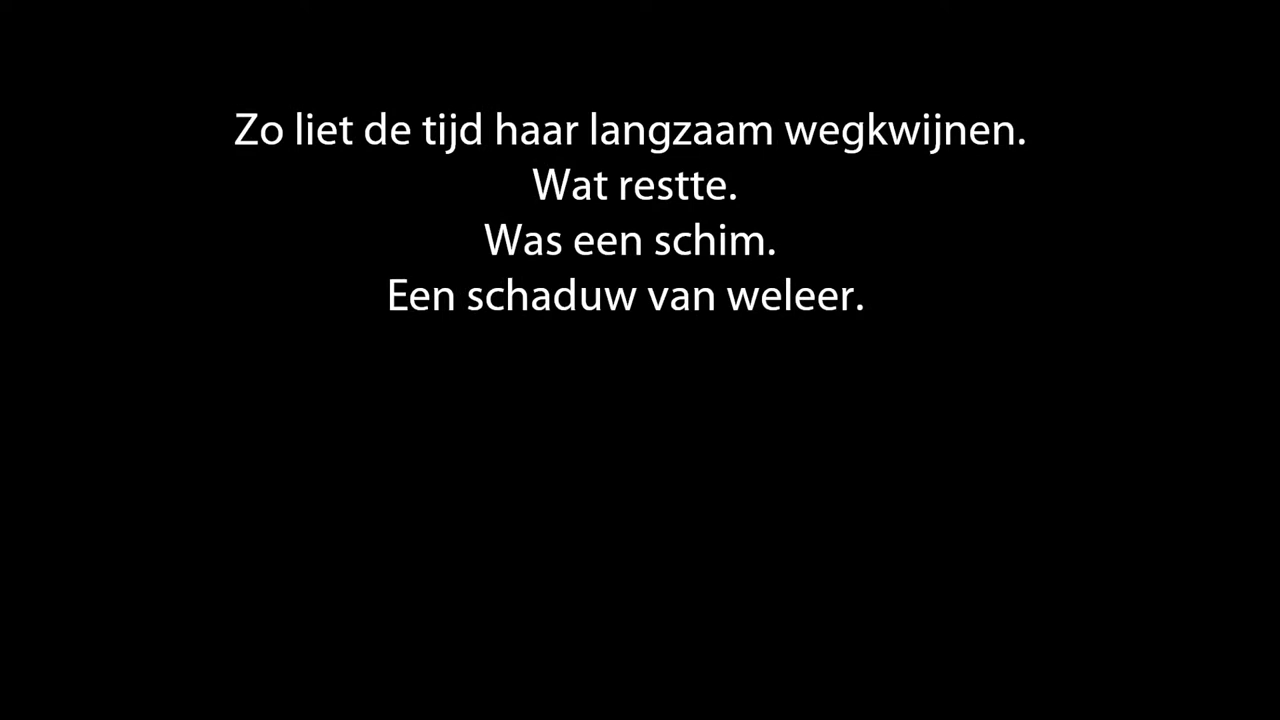 Zo liet de tijd haar langzaam wegkwijnen.
Wat restte.
Was een schim.
Een schaduw van weleer.